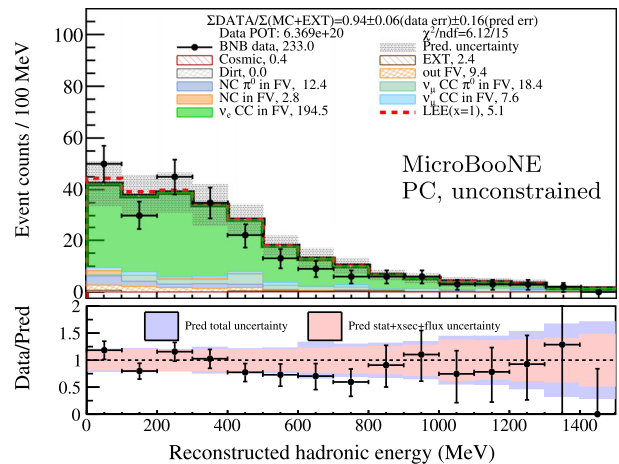 ΣDATA/Σ(MC+EXT)=0.94±0.06(data err)±0.16(pred err)
Data POT: 6.369e+20 χ²/ndf=6.12/15
BNB data, 233.0 Pred. uncertainty
Cosmic, 0.4 EXT, 2.4
Dirt, 0.0 out FV, 9.4
NC π⁰ in FV, 12.4 ν_μ CC π⁰ in FV, 18.4
NC in FV, 2.8 ν_μ CC in FV, 7.6
ν_e CC in FV, 194.5 LEE(x=1), 5.1
MicroBooNE
PC, unconstrained
Event counts / 100 MeV
100
80
60
40
20
0
Data/Pred
2
1.5
1
0.5
0
Pred total uncertainty Pred stat+xsec+flux uncertainty
0 200 400 600 800 1000 1200 1400
Reconstructed hadronic energy (MeV)